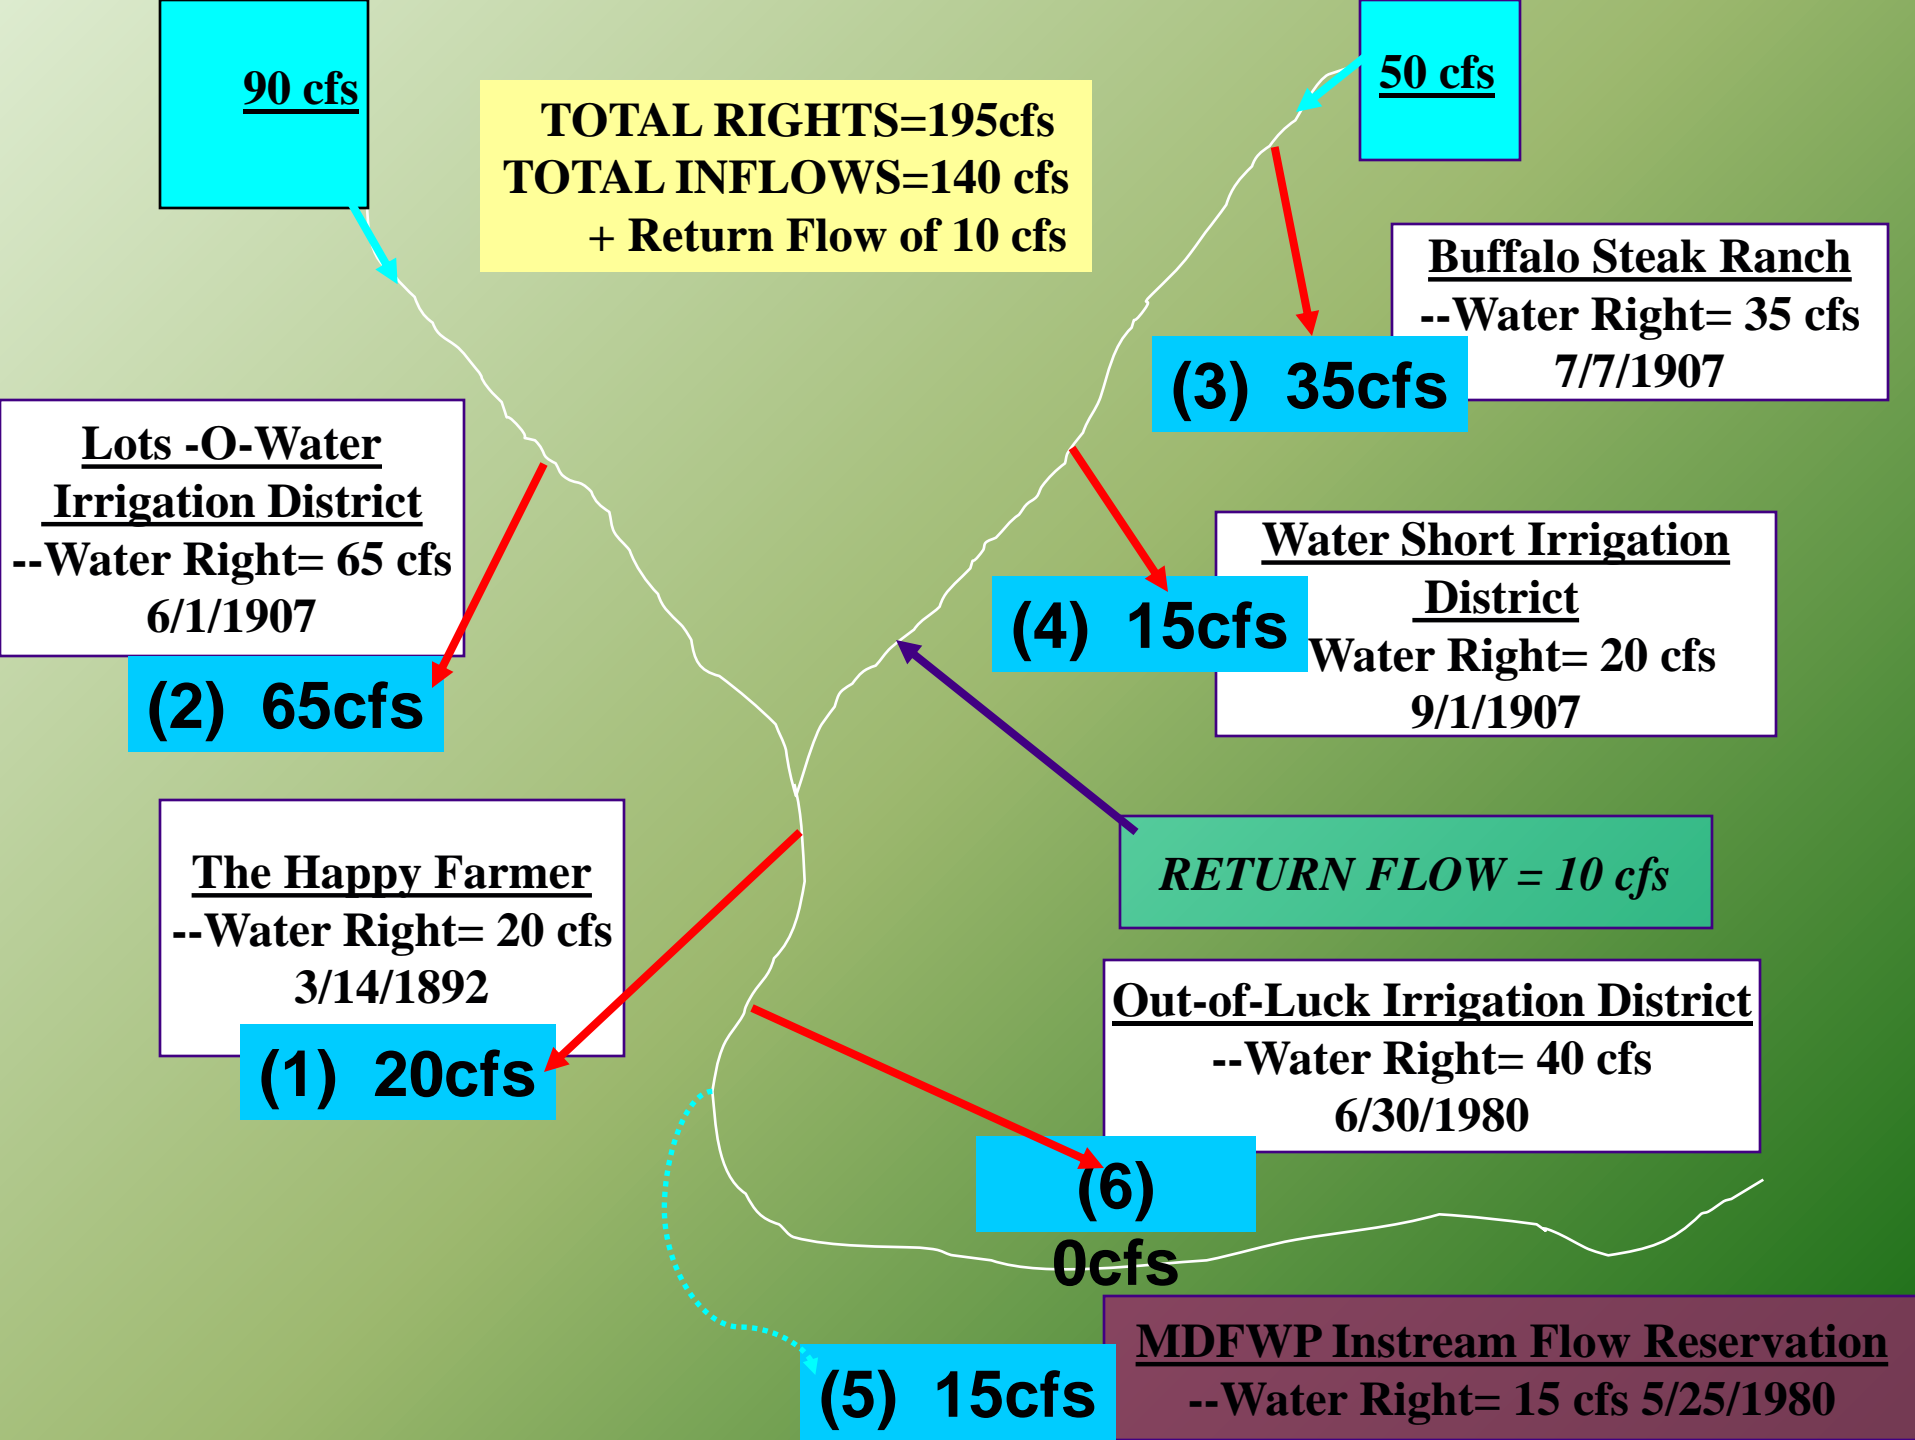 90 cfs
50 cfs
TOTAL RIGHTS=195cfs
TOTAL INFLOWS=140 cfs
+ Return Flow of 10 cfs
Buffalo Steak Ranch
--Water Right= 35 cfs
7/7/1907
(3) 35cfs
Lots -O-Water
Irrigation District
--Water Right= 65 cfs
6/1/1907
(2) 65cfs
Water Short Irrigation
District
Water Right= 20 cfs
9/1/1907
(4) 15cfs
The Happy Farmer
--Water Right= 20 cfs
3/14/1892
(1) 20cfs
RETURN FLOW = 10 cfs
Out-of-Luck Irrigation District
--Water Right= 40 cfs
6/30/1980
(6)
0cfs
MDFWP Instream Flow Reservation
--Water Right= 15 cfs 5/25/1980
(5) 15cfs